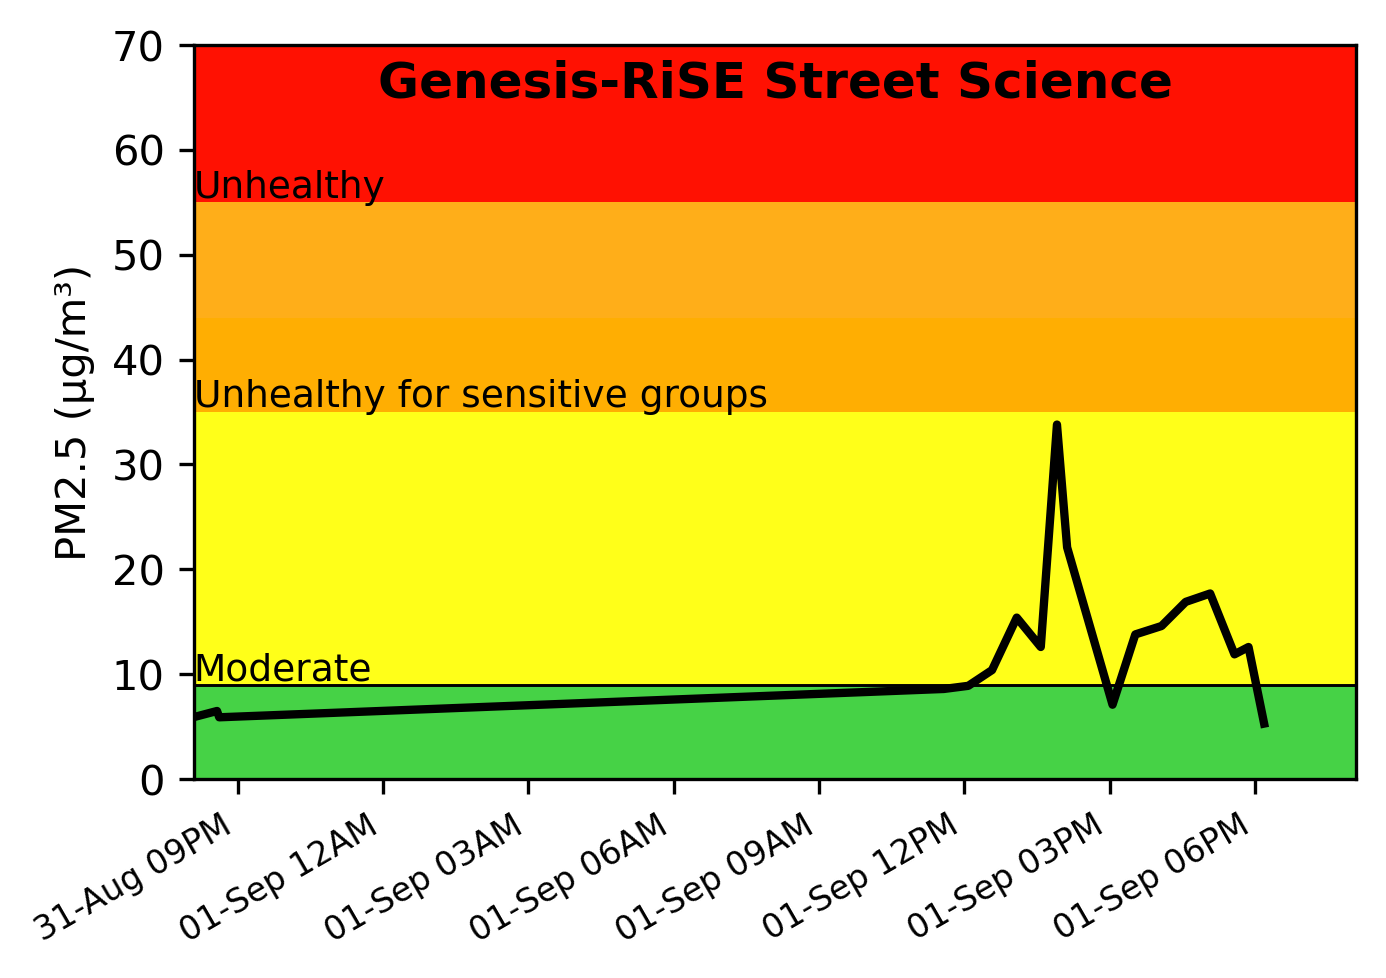 Genesis-RiSE Street Science
70
60
50
40
30
20
10
0
PM2.5 (µg/m³)
Unhealthy
Unhealthy for sensitive groups
Moderate
31-Aug 09PM
01-Sep 12AM
01-Sep 03AM
01-Sep 06AM
01-Sep 09AM
01-Sep 12PM
01-Sep 03PM
01-Sep 06PM